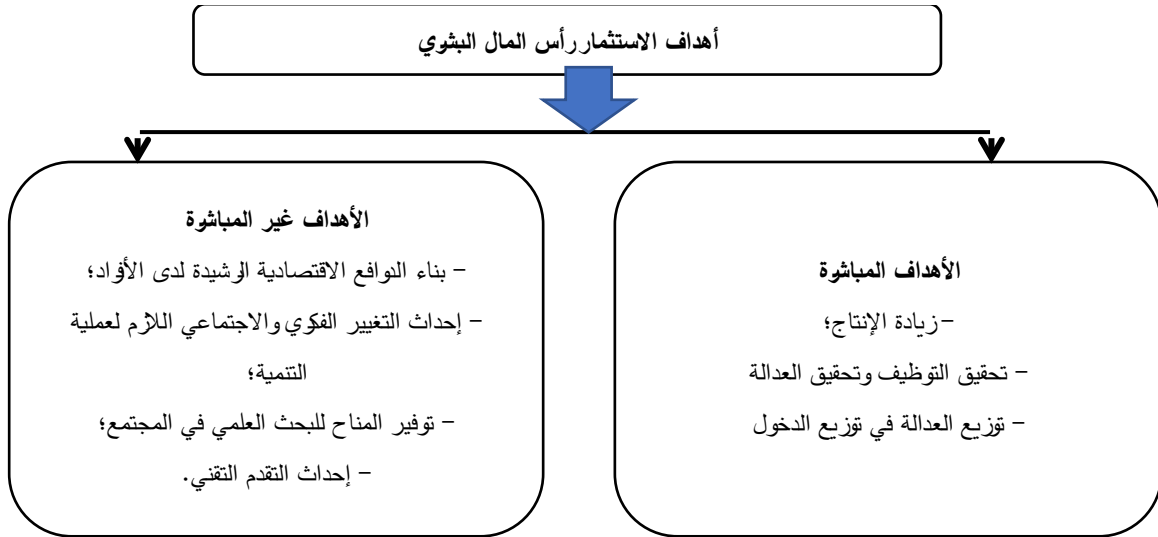 أهداف الاستثمار رأس المال البشري
الأهداف المباشرة
- زيادة الإنتاج؛
- تحقيق التوظيف وتحقيق العدالة
- توزيع العدالة في توزيع الدخول
الأهداف غير المباشرة
- بناء الدوافع الاقتصادية الرشيدة لدى الأفراد؛
- إحداث التغيير الفكري والاجتماعي اللازم لعملية
التنمية؛
- توفير المناح للبحث العلمي في المجتمع؛
- إحداث التقدم التقني.